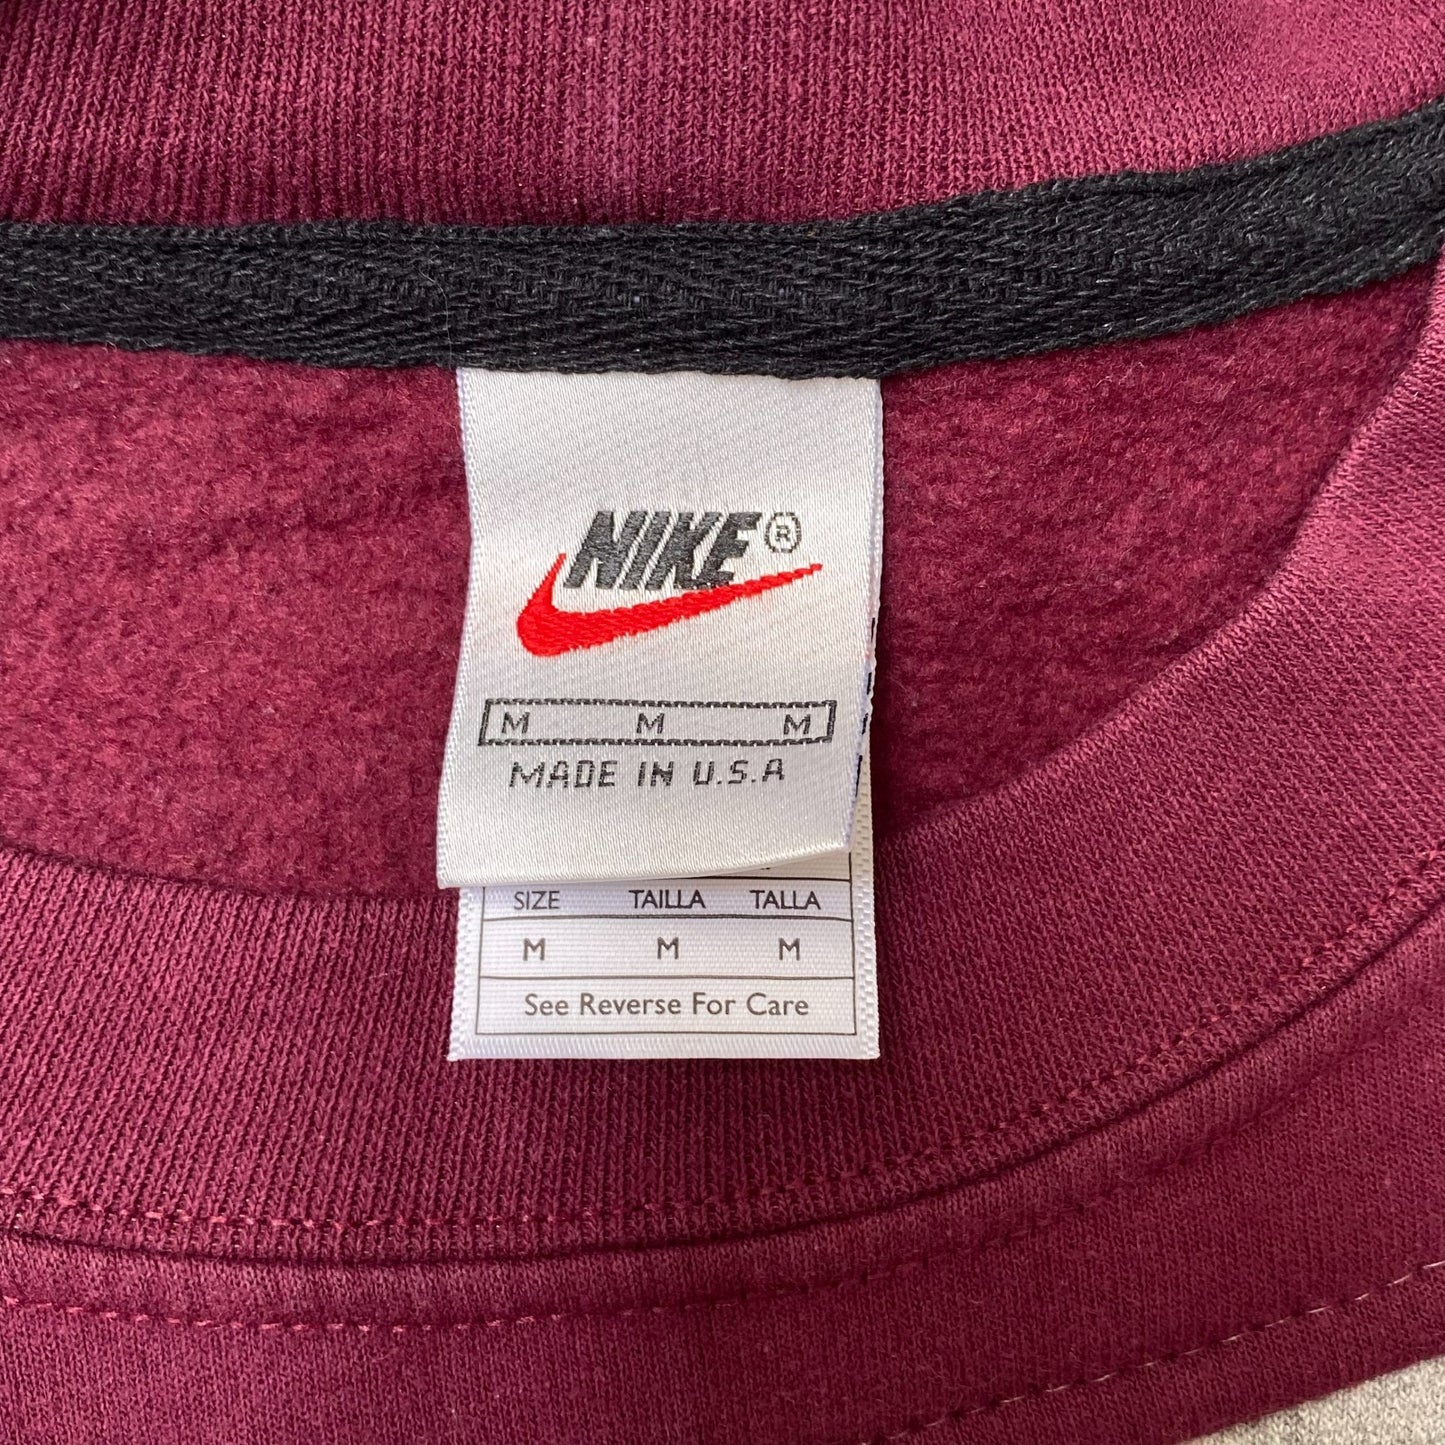 NIKE®
M M M
MADE IN U.S.A
SIZE TAILLA TALLA
M M M
See Reverse For Care